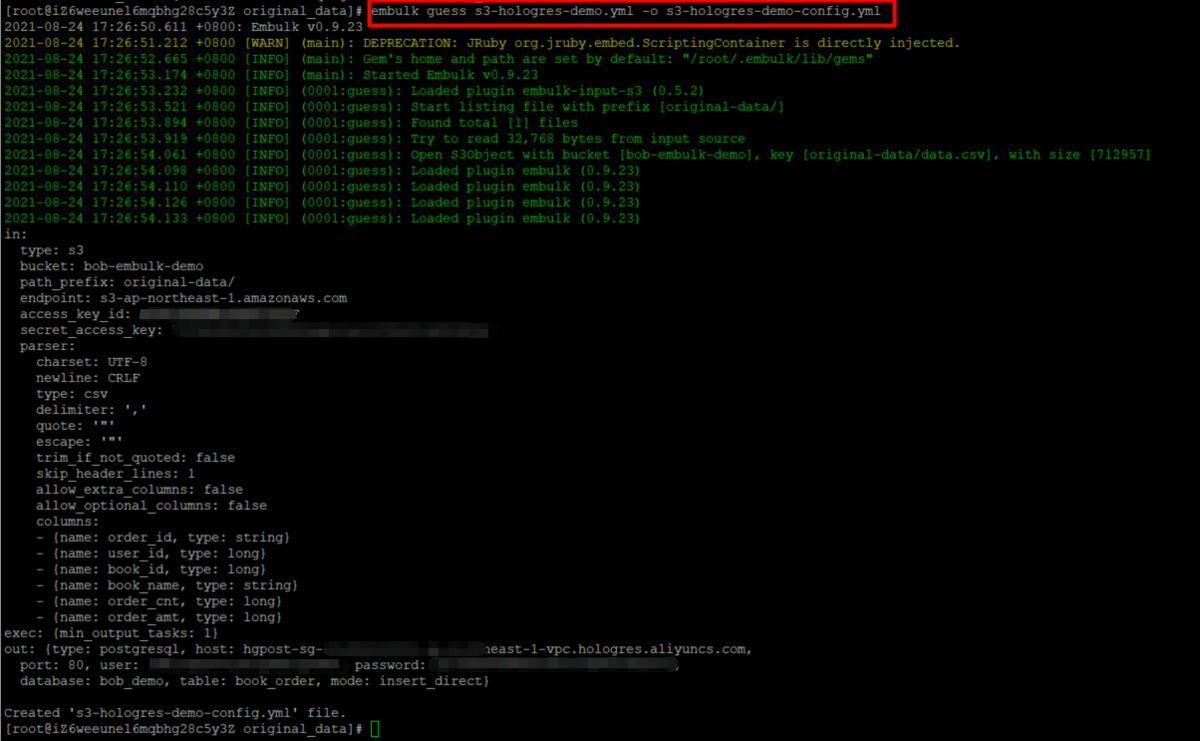 [root@iZ6weeunel6mqbhg28c5y3Z original_data]# embulk guess s3-hologres-demo.yml -o s3-hologres-demo-config.yml
2021-08-24 17:26:50.611 +0800: Embulk v0.9.23
2021-08-24 17:26:51.212 +0800 [WARN] (main): DEPRECATION: JRuby org.jruby.embed.ScriptingContainer is directly injected.
2021-08-24 17:26:52.665 +0800 [INFO] (main): Gem's home and path are set by default: "/root/.embulk/lib/gems"
2021-08-24 17:26:53.174 +0800 [INFO] (main): Started Embulk v0.9.23
2021-08-24 17:26:53.232 +0800 [INFO] (0001:guess): Loaded plugin embulk-input-s3 (0.5.2)
2021-08-24 17:26:53.521 +0800 [INFO] (0001:guess): Start listing file with prefix [original-data/]
2021-08-24 17:26:53.894 +0800 [INFO] (0001:guess): Found total [1] files
2021-08-24 17:26:53.919 +0800 [INFO] (0001:guess): Try to read 32,768 bytes from input source
2021-08-24 17:26:54.061 +0800 [INFO] (0001:guess): Open S3Object with bucket [bob-embulk-demo], key [original-data/data.csv], with size [712957]
2021-08-24 17:26:54.098 +0800 [INFO] (0001:guess): Loaded plugin embulk (0.9.23)
2021-08-24 17:26:54.110 +0800 [INFO] (0001:guess): Loaded plugin embulk (0.9.23)
2021-08-24 17:26:54.126 +0800 [INFO] (0001:guess): Loaded plugin embulk (0.9.23)
2021-08-24 17:26:54.133 +0800 [INFO] (0001:guess): Loaded plugin embulk (0.9.23)
in:
  type: s3
  bucket: bob-embulk-demo
  path_prefix: original-data/
  endpoint: s3-ap-northeast-1.amazonaws.com
  access_key_id:
  secret_access_key:
  parser:
    charset: UTF-8
    newline: CRLF
    type: csv
    delimiter: ','
    quote: '"'
    escape: '"'
    trim_if_not_quoted: false
    skip_header_lines: 1
    allow_extra_columns: false
    allow_optional_columns: false
    columns:
    - {name: order_id, type: string}
    - {name: user_id, type: long}
    - {name: book_id, type: long}
    - {name: book_name, type: string}
    - {name: order_cnt, type: long}
    - {name: order_amt, type: long}
exec: {min_output_tasks: 1}
out: {type: postgresql, host: hgpost-sg- heast-1-vpc.hologres.aliyuncs.com,
  port: 80, user: password: ,
  database: bob_demo, table: book_order, mode: insert_direct}
Created 's3-hologres-demo-config.yml' file.
[root@iZ6weeunel6mqbhg28c5y3Z original_data]#